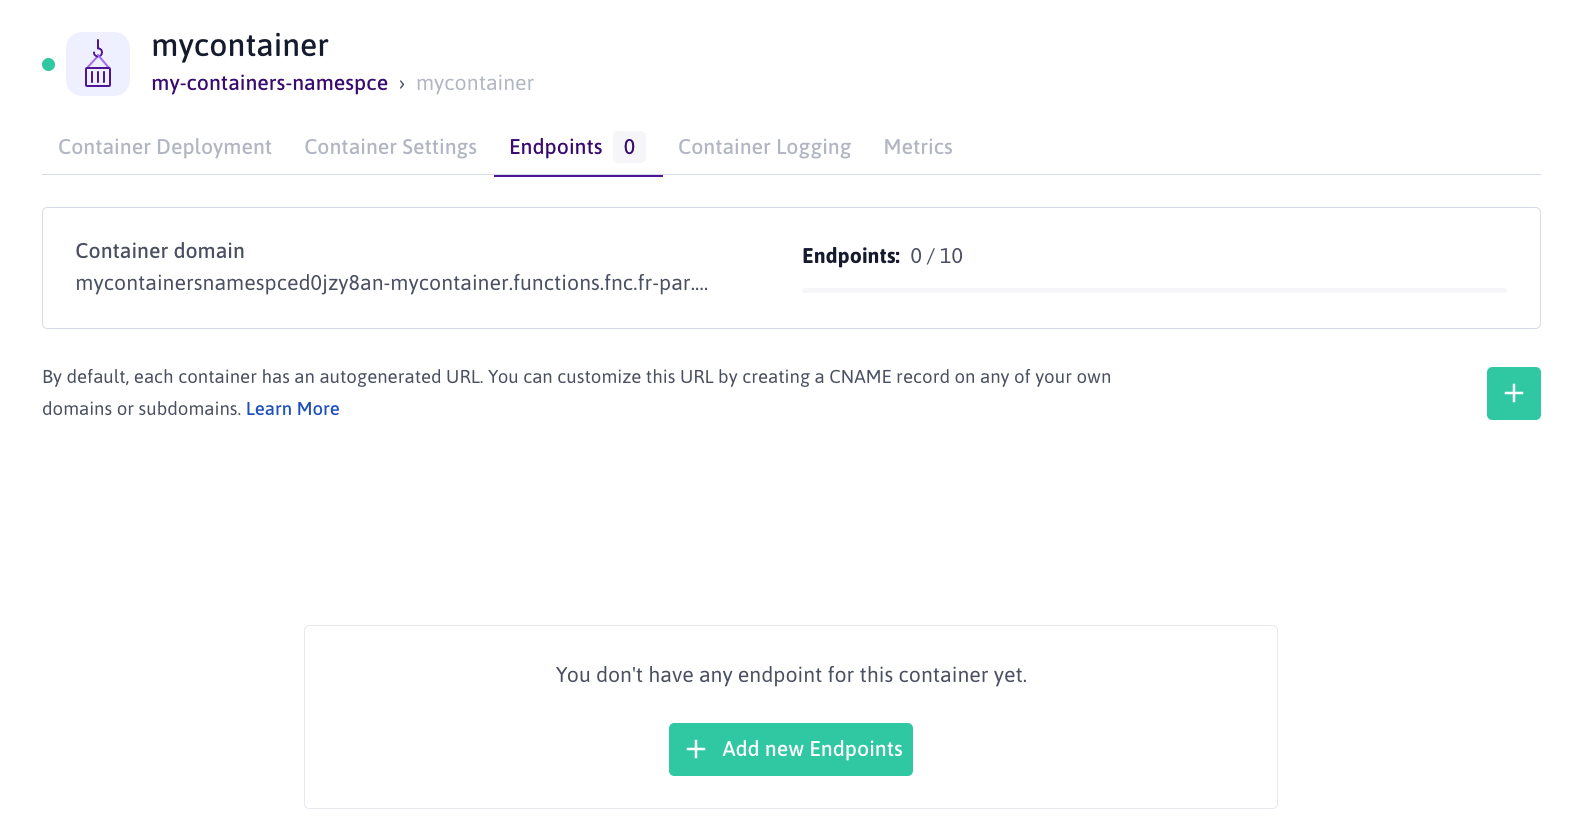 mycontainer
my-containers-namespce › mycontainer
Container Deployment Container Settings Endpoints 0 Container Logging Metrics
Container domain
mycontainersnamespced0jzy8an-mycontainer.functions.fnc.fr-par....
Endpoints: 0 / 10
By default, each container has an autogenerated URL. You can customize this URL by creating a CNAME record on any of your own
domains or subdomains. Learn More
You don't have any endpoint for this container yet.
+ Add new Endpoints